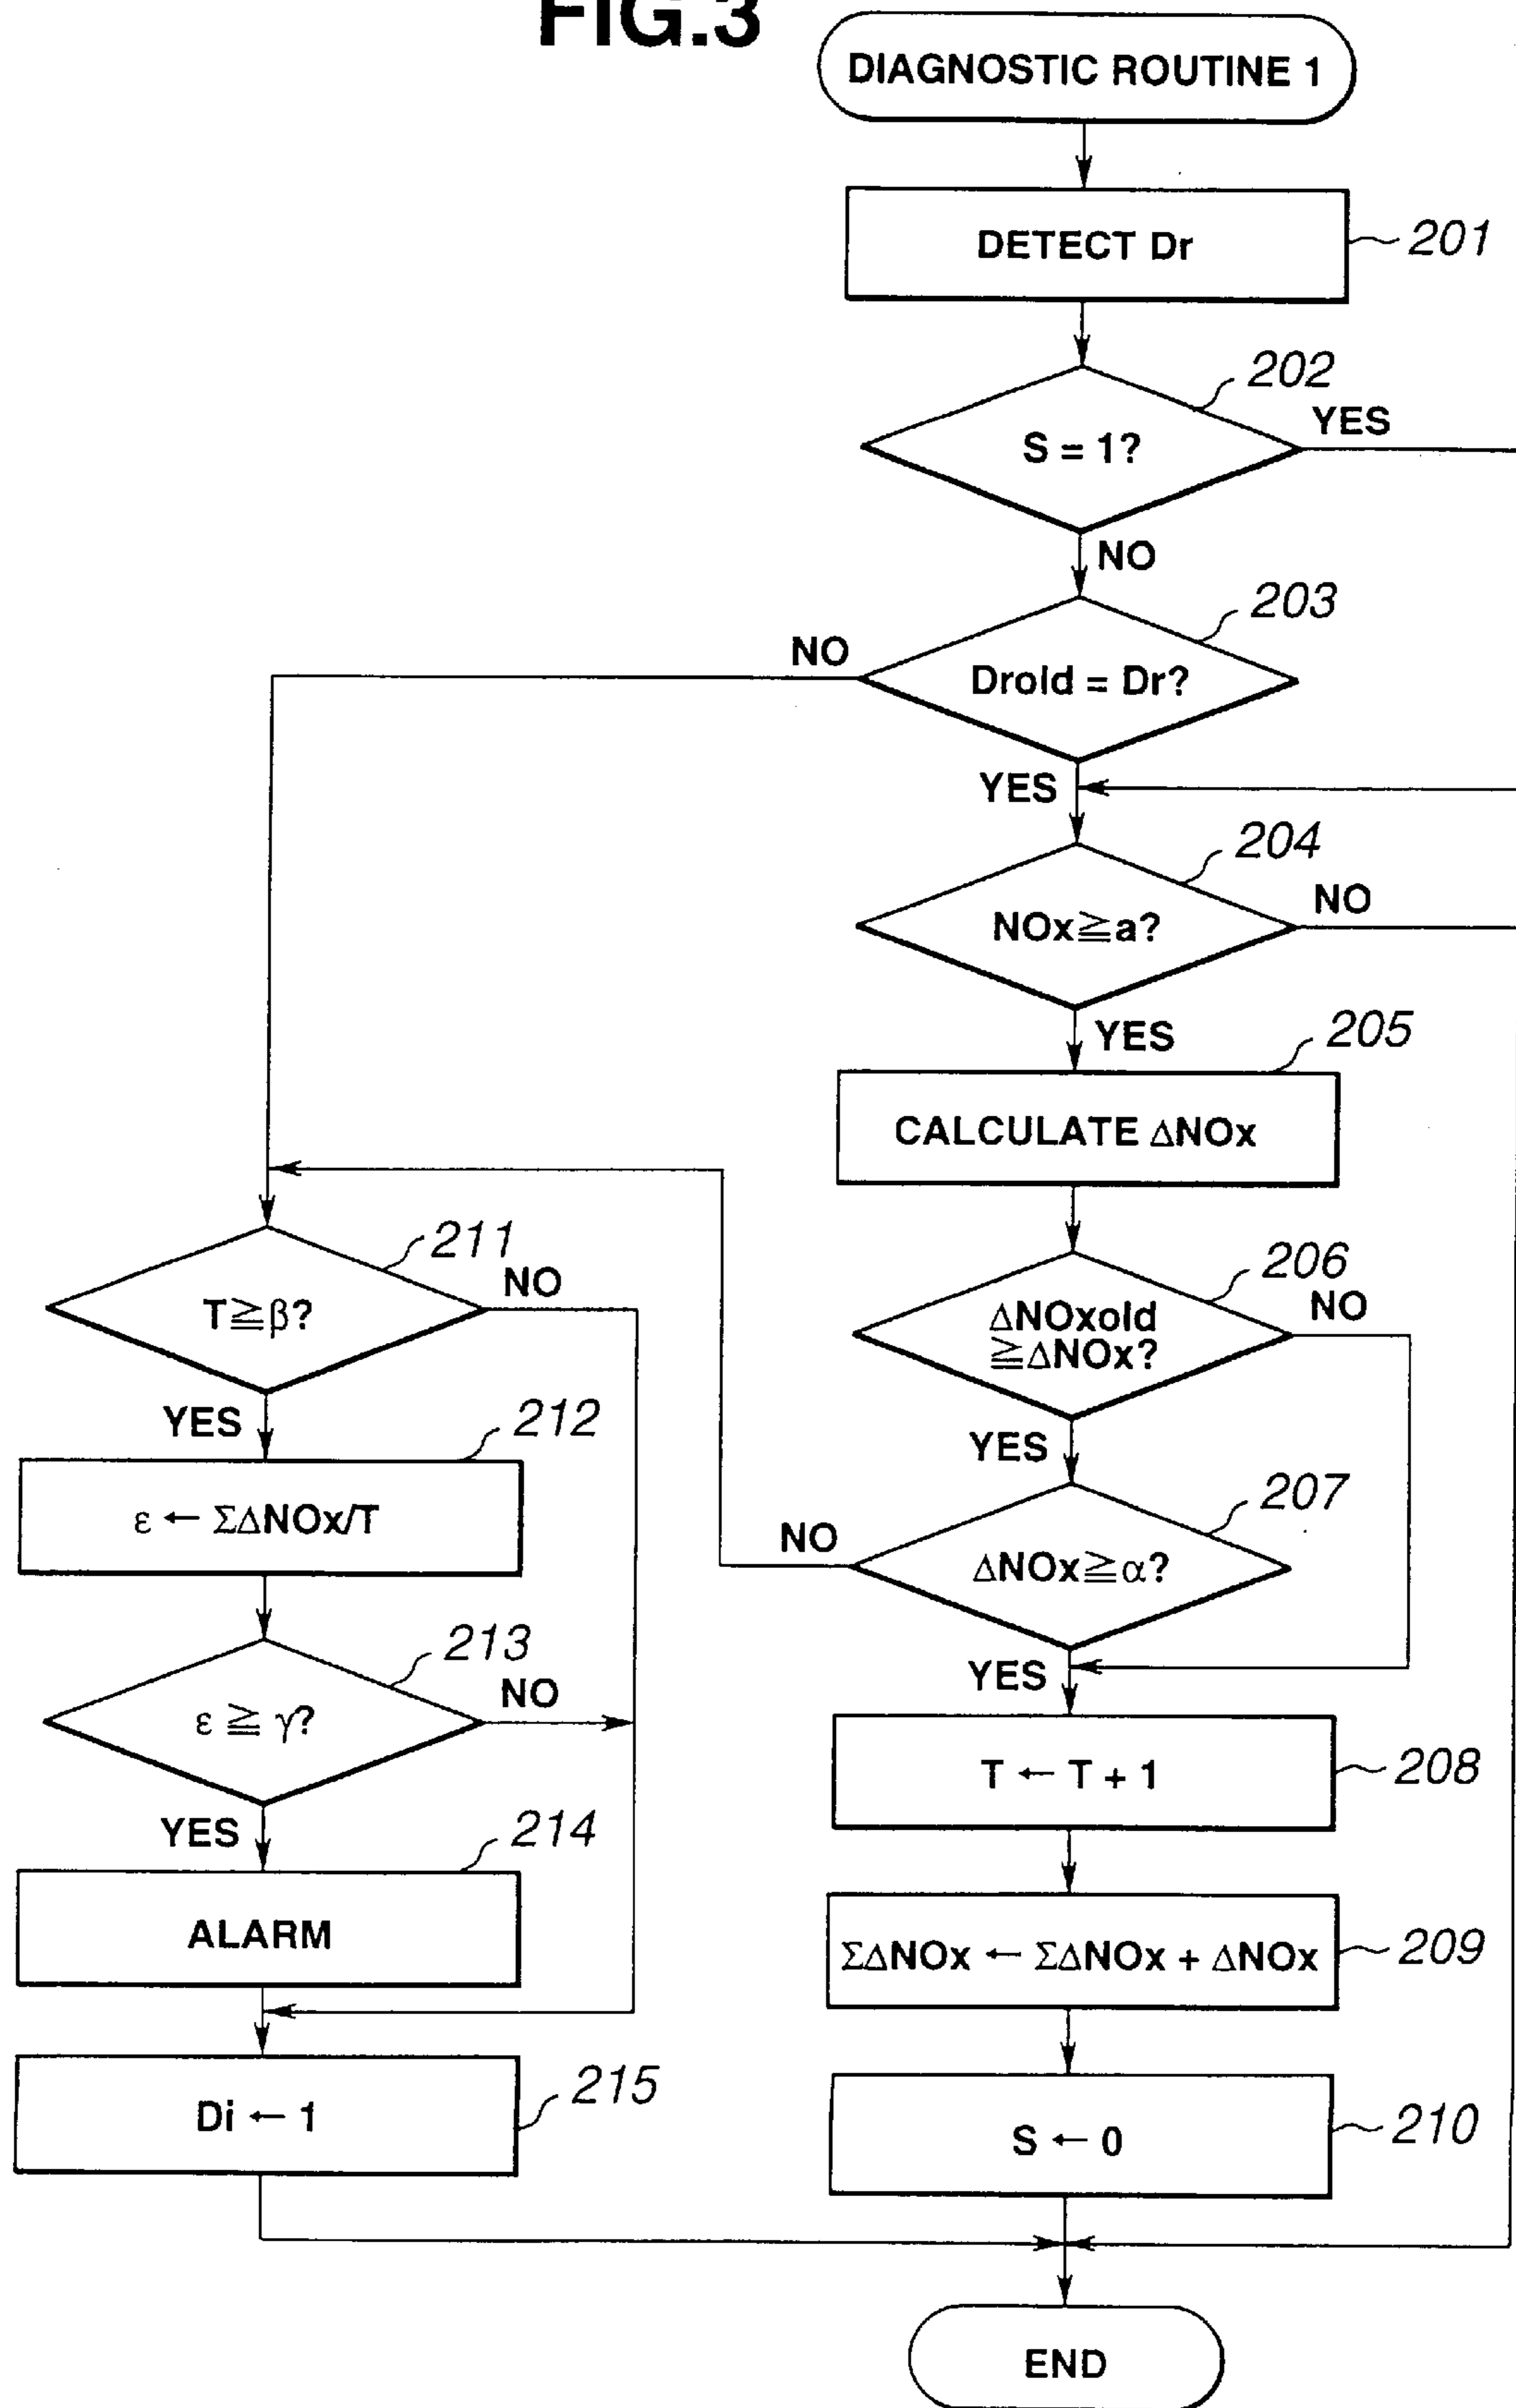 FIG.3
DIAGNOSTIC ROUTINE 1
DETECT Dr
201
202
S = 1?
YES
NO
203
Drold = Dr?
NO
YES
204
NOx≧a?
NO
YES
205
CALCULATE ΔNOx
206
ΔNOxold
≧ΔNOx?
NO
YES
207
ΔNOx≧α?
NO
YES
T ← T + 1
208
ΣΔNOx ← ΣΔNOx + ΔNOx
209
S ← 0
210
211
T≧β?
NO
YES
212
ε ← ΣΔNOx/T
213
ε ≧ γ?
NO
YES
214
ALARM
Di ← 1
215
END